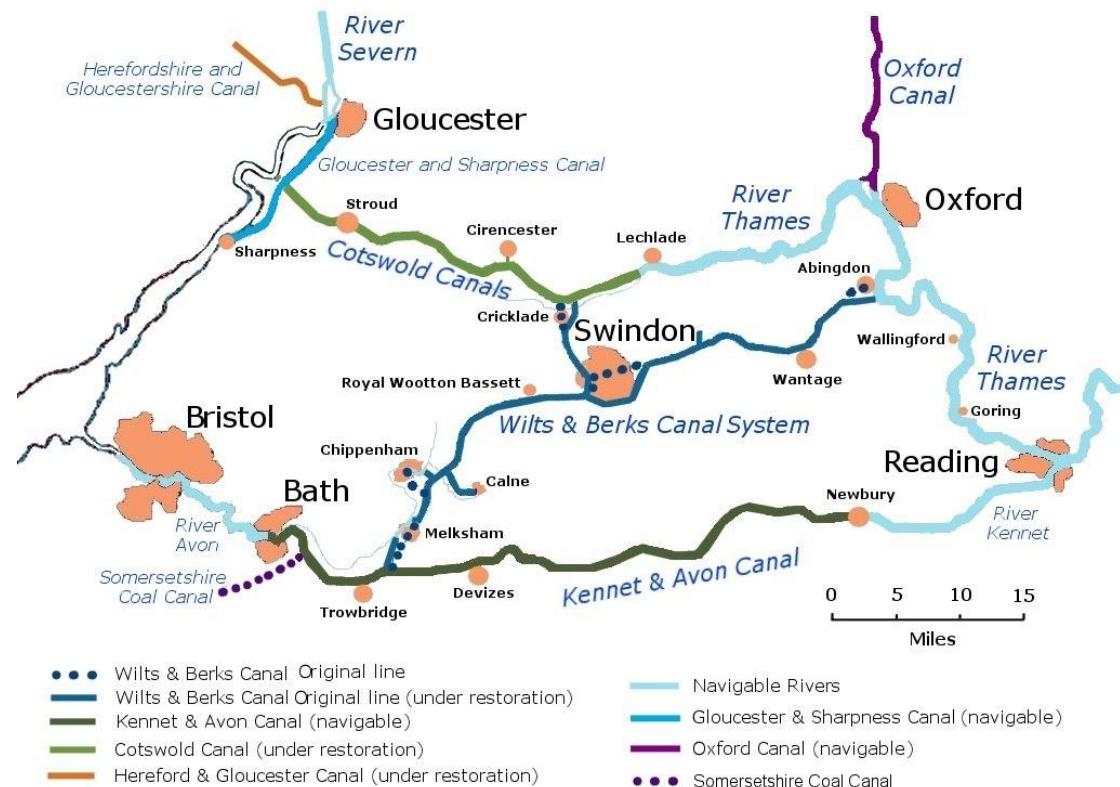 River
Severn
Herefordshire and
Gloucestershire Canal
Gloucester
Gloucester and Sharpness Canal
Oxford
Canal
Oxford
River
Thames
Stroud
Cirencester
Lechlade
Sharpness
Cotswold Canals
Abingdon
Cricklade
Swindon
Wallingford
Wantage
River
Thames
Royal Wootton Bassett
Goring
Wilts & Berks Canal System
Bristol
Chippenham
Calne
Reading
Bath
Newbury
River
Avon
Melksham
River
Kennet
Somersetshire
Coal Canal
Trowbridge
Devizes
Kennet & Avon Canal
0 5 10 15
Miles
Wilts & Berks Canal Original line
Wilts & Berks Canal Original line (under restoration)
Kennet & Avon Canal (navigable)
Cotswold Canal (under restoration)
Hereford & Gloucester Canal (under restoration)
Navigable Rivers
Gloucester & Sharpness Canal (navigable)
Oxford Canal (navigable)
Somersetshire Coal Canal